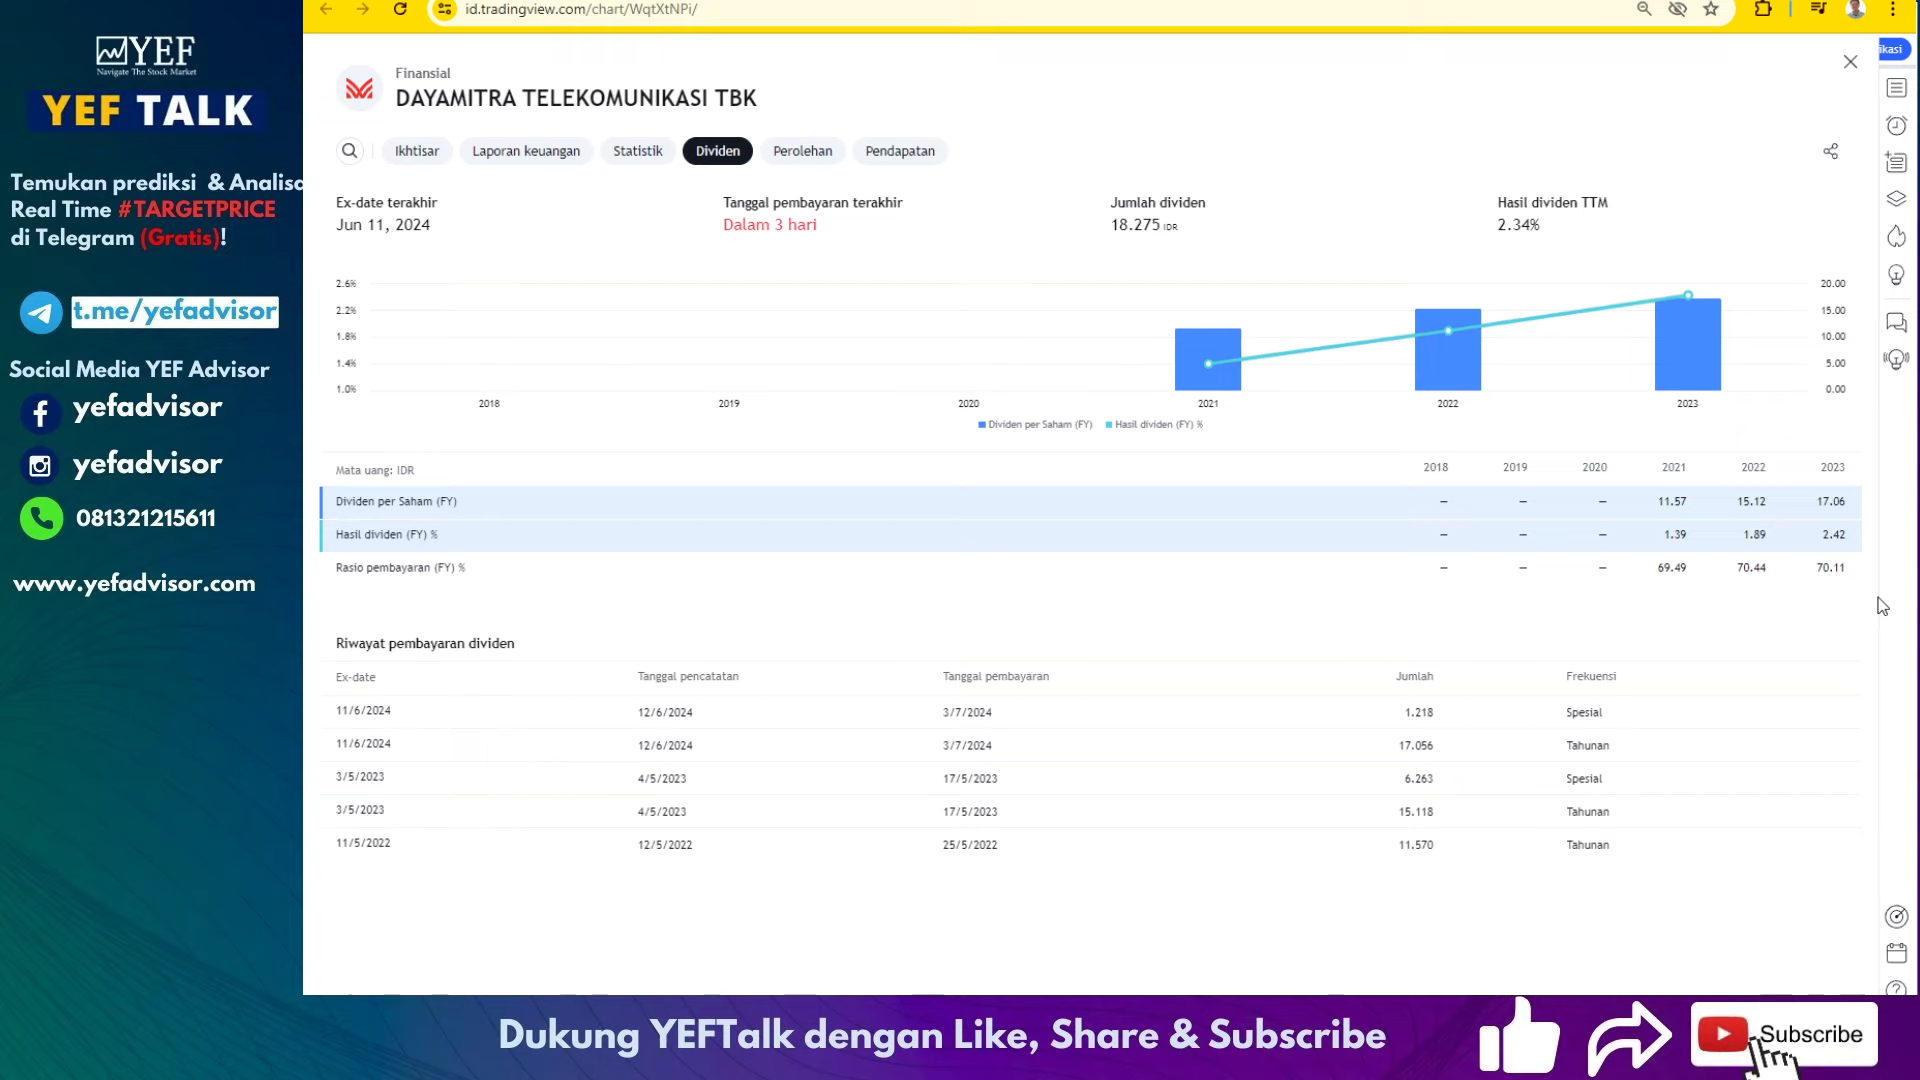 YEF
Navigate The Stock Market
YEF TALK
Temukan prediksi & Analisa
Real Time #TARGETPRICE
di Telegram (Gratis)!
t.me/yefadvisor
Social Media YEF Advisor
yefadvisor
yefadvisor
081321215611
www.yefadvisor.com
id.tradingview.com/chart/WqtXtNPi/
ikasi
Finansial
DAYAMITRA TELEKOMUNIKASI TBK
Ikhtisar Laporan keuangan Statistik Dividen Perolehan Pendapatan
Ex-date terakhir Tanggal pembayaran terakhir Jumlah dividen Hasil dividen TTM
Jun 11, 2024 Dalam 3 hari 18.275 IDR 2.34%
2.6% 20.00
2.2% 15.00
1.8% 10.00
1.4% 5.00
1.0% 0.00
2018 2019 2020 2021 2022 2023
Dividen per Saham (FY) Hasil dividen (FY) %
Mata uang: IDR 2018 2019 2020 2021 2022 2023
Dividen per Saham (FY) — — — 11.57 15.12 17.06
Hasil dividen (FY) % — — — 1.39 1.89 2.42
Rasio pembayaran (FY) % — — — 69.49 70.44 70.11
Riwayat pembayaran dividen
Ex-date Tanggal pencatatan Tanggal pembayaran Jumlah Frekuensi
11/6/2024 12/6/2024 3/7/2024 1.218 Spesial
11/6/2024 12/6/2024 3/7/2024 17.056 Tahunan
3/5/2023 4/5/2023 17/5/2023 6.263 Spesial
3/5/2023 4/5/2023 17/5/2023 15.118 Tahunan
11/5/2022 12/5/2022 25/5/2022 11.570 Tahunan
Dukung YEFTalk dengan Like, Share & Subscribe
Subscribe